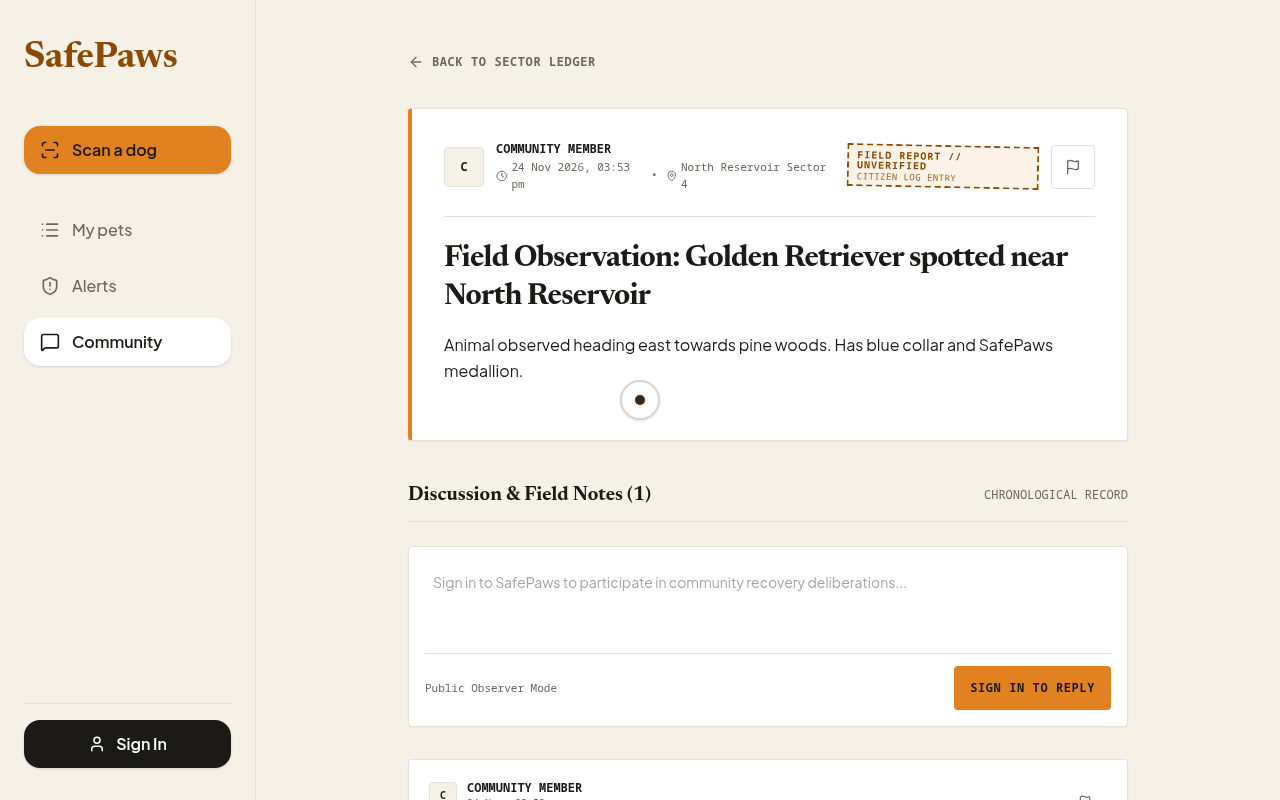 SafePaws
Scan a dog
My pets
Alerts
Community
Sign In
BACK TO SECTOR LEDGER
C
COMMUNITY MEMBER
24 Nov 2026, 03:53
pm
•
North Reservoir Sector
4
FIELD REPORT //
UNVERIFIED
CITIZEN LOG ENTRY
Field Observation: Golden Retriever spotted near
North Reservoir
Animal observed heading east towards pine woods. Has blue collar and SafePaws
medallion.
Discussion & Field Notes (1)
CHRONOLOGICAL RECORD
Sign in to SafePaws to participate in community recovery deliberations...
Public Observer Mode
SIGN IN TO REPLY
C
COMMUNITY MEMBER